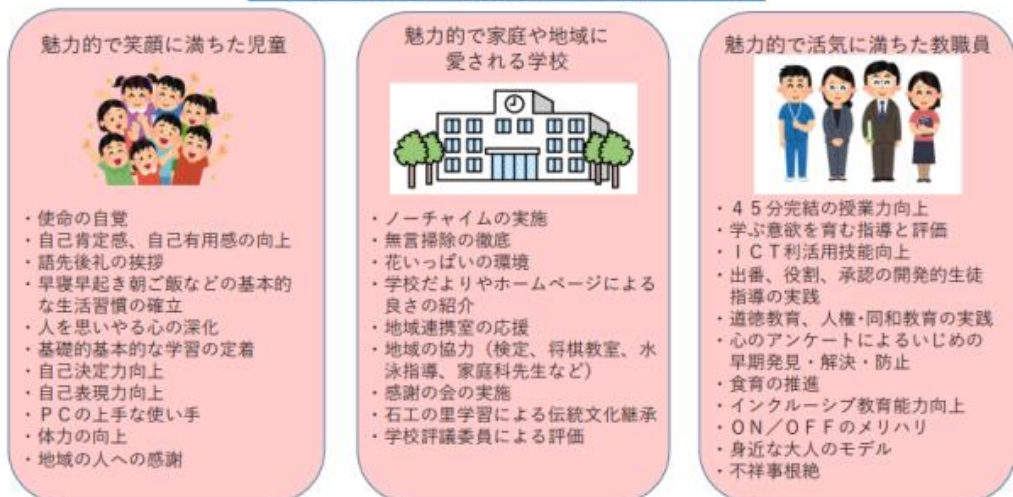 魅力的で笑顔に満ちた児童
・使命の自覚
・自己肯定感、自己有用感の向上
・語先後礼の挨拶
・早寝早起き朝ご飯などの基本的
な生活習慣の確立
・人を思いやる心の深化
・基礎的基本的な学習の定着
・自己決定力向上
・自己表現力向上
・ＰＣの上手な使い手
・体力の向上
・地域の人への感謝
魅力的で家庭や地域に
愛される学校
・ノーチャイムの実施
・無言掃除の徹底
・花いっぱいの環境
・学校だよりやホームページによる
良さの紹介
・地域連携室の応援
・地域の協力（検定、将棋教室、水
泳指導、家庭科先生など）
・感謝の会の実施
・石工の里学習による伝統文化継承
・学校評議委員による評価
魅力的で活気に満ちた教職員
・４５分完結の授業力向上
・学ぶ意欲を育む指導と評価
・ＩＣＴ利活用技能向上
・出番、役割、承認の開発的生徒
指導の実践
・道徳教育、人権・同和教育の実践
・心のアンケートによるいじめの
早期発見・解決・防止
・食育の推進
・インクルーシブ教育能力向上
・ＯＮ／ＯＦＦのメリハリ
・身近な大人のモデル
・不祥事根絶